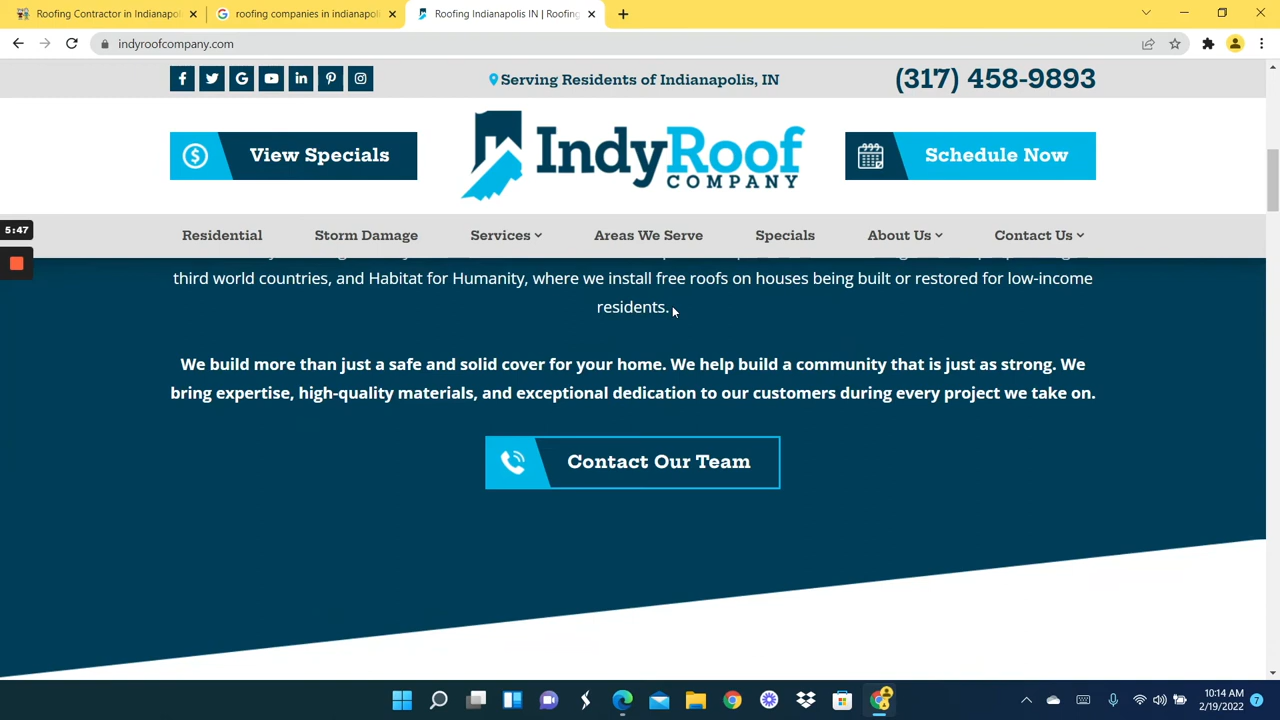 Roofing Contractor in Indianapol
roofing companies in indianapoli
Roofing Indianapolis IN | Roofing
indyroofcompany.com
Serving Residents of Indianapolis, IN
(317) 458-9893
View Specials
IndyRoof
COMPANY
Schedule Now
5:47
Residential
Storm Damage
Services
Areas We Serve
Specials
About Us
Contact Us
third world countries, and Habitat for Humanity, where we install free roofs on houses being built or restored for low-income
residents.
We build more than just a safe and solid cover for your home. We help build a community that is just as strong. We
bring expertise, high-quality materials, and exceptional dedication to our customers during every project we take on.
Contact Our Team
10:14 AM
2/19/2022
7